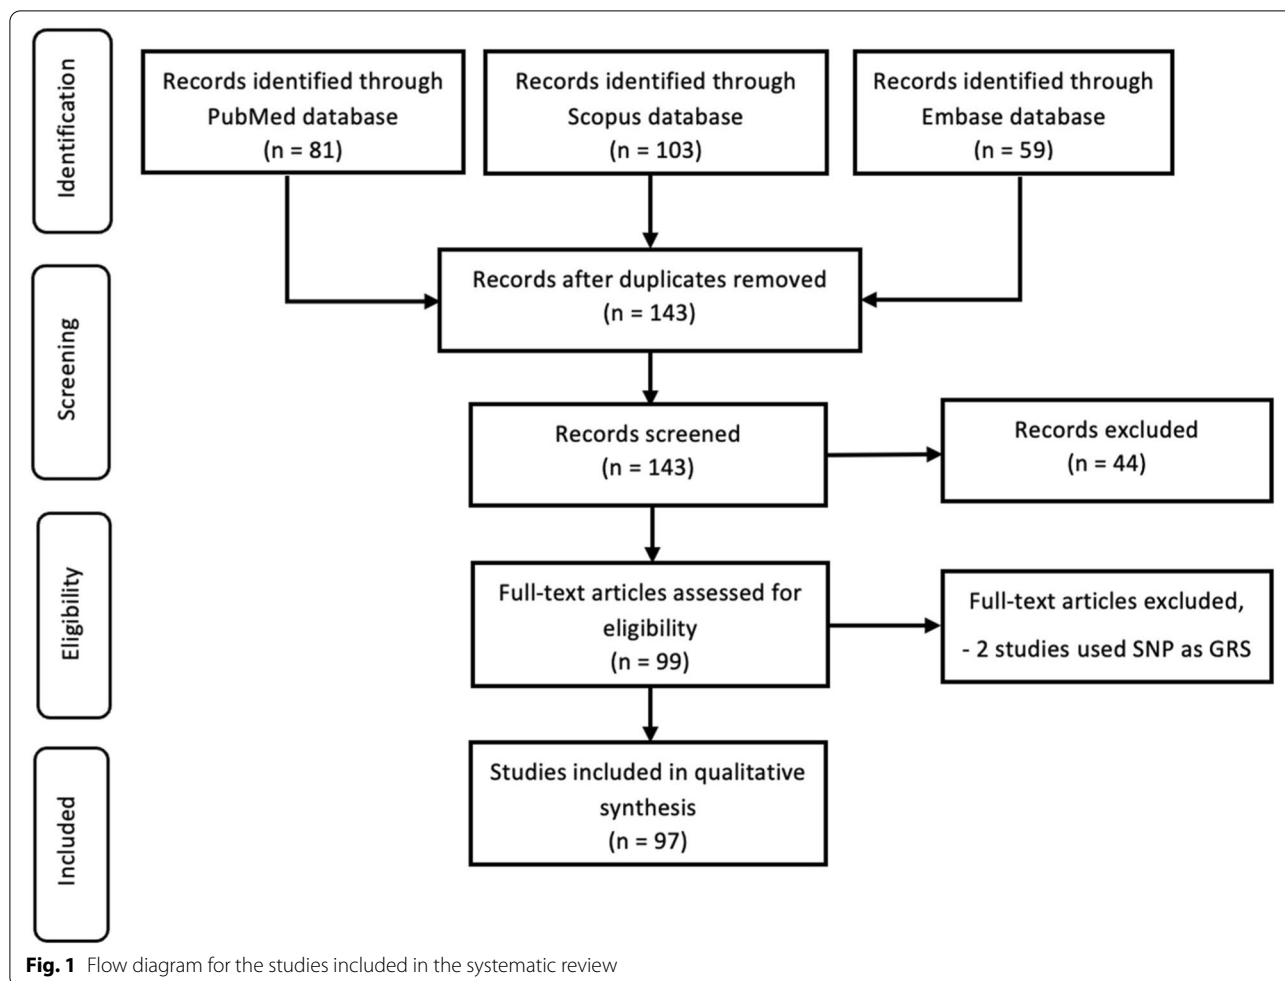 Identification
Records identified through
PubMed database
(n = 81)
Records identified through
Scopus database
(n = 103)
Records identified through
Embase database
(n = 59)
Screening
Records after duplicates removed
(n = 143)
Records screened
(n = 143)
Records excluded
(n = 44)
Eligibility
Full-text articles assessed for
eligibility
(n = 99)
Full-text articles excluded,
- 2 studies used SNP as GRS
Included
Studies included in qualitative
synthesis
(n = 97)
Fig. 1 Flow diagram for the studies included in the systematic review